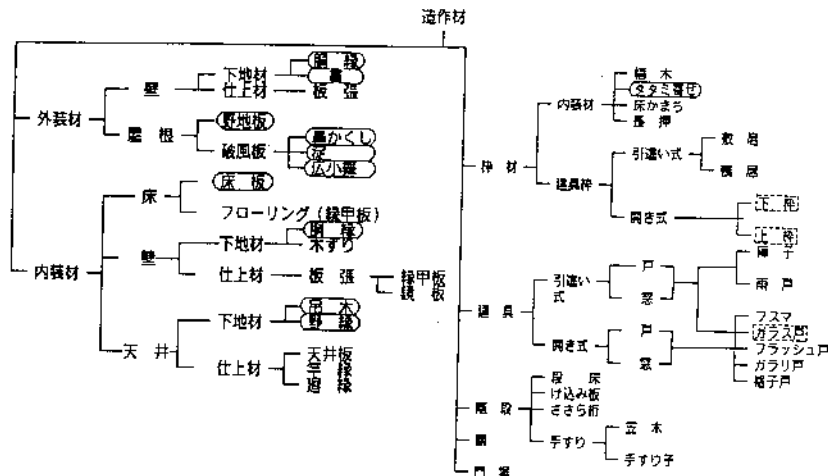 造作材
外装材
壁
下地材
胴縁
貫
仕上材
板張
屋根
野地板
破風板
鼻かくし
淀
仏小舞
内装材
床
床板
フローリング（縁甲板）
壁
下地材
胴縁
木ずり
仕上材
板張
縁甲板
鏡板
天井
下地材
吊木
野縁
仕上材
天井板
竿縁
廻縁
枠材
内装材
幅木
タタミ寄せ
床かまち
長押
建具枠
引違い式
敷居
鴨居
開き式
上枠
上枠
建具
引違い式
戸
窓
障子
雨戸
開き式
戸
窓
フスマ
ガラス戸
フラッシュ戸
ガラリ戸
格子戸
階段
段床
け込み板
ささら桁
手すり
笠木
手すり子
棚